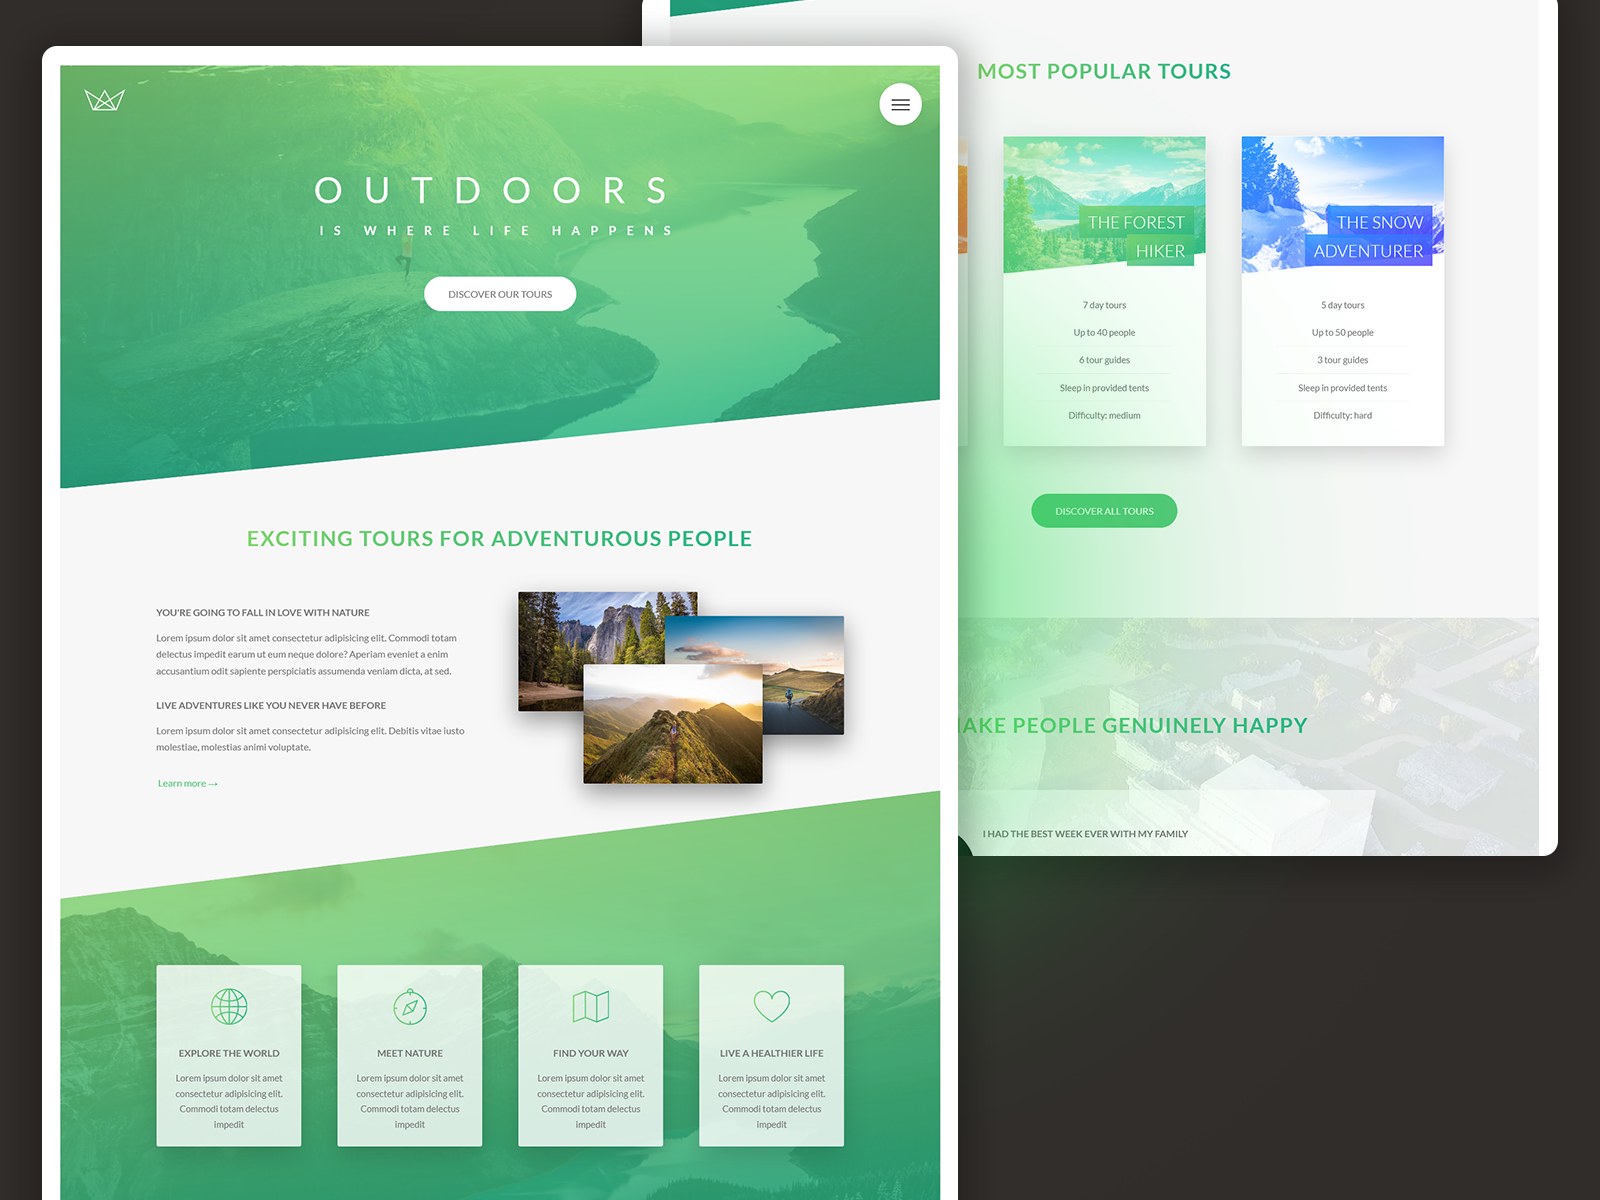 OUTDOORS
IS WHERE LIFE HAPPENS
DISCOVER OUR TOURS
EXCITING TOURS FOR ADVENTUROUS PEOPLE
YOU'RE GOING TO FALL IN LOVE WITH NATURE
Lorem ipsum dolor sit amet consectetur adipisicing elit. Commodi totam
delectus impedit earum ut eum neque dolore? Aperiam eveniet a enim
accusantium odit sapiente perspiciatis assumenda veniam dicta, at sed.
LIVE ADVENTURES LIKE YOU NEVER HAVE BEFORE
Lorem ipsum dolor sit amet consectetur adipisicing elit. Debitis vitae iusto
molestiae, molestias animi voluptate.
Learn more →
EXPLORE THE WORLD
Lorem ipsum dolor sit amet
consectetur adipisicing elit.
Commodi totam delectus
impedit
MEET NATURE
Lorem ipsum dolor sit amet
consectetur adipisicing elit.
Commodi totam delectus
impedit
FIND YOUR WAY
Lorem ipsum dolor sit amet
consectetur adipisicing elit.
Commodi totam delectus
impedit
LIVE A HEALTHIER LIFE
Lorem ipsum dolor sit amet
consectetur adipisicing elit.
Commodi totam delectus
impedit
MOST POPULAR TOURS
THE FOREST
HIKER
7 day tours
Up to 40 people
6 tour guides
Sleep in provided tents
Difficulty: medium
THE SNOW
ADVENTURER
5 day tours
Up to 50 people
3 tour guides
Sleep in provided tents
Difficulty: hard
DISCOVER ALL TOURS
PEOPLE GENUINELY HAPPY
I HAD THE BEST WEEK EVER WITH MY FAMILY